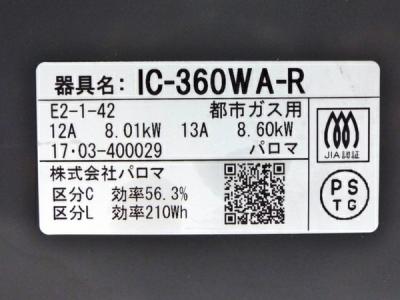 器具名: IC-360WA-R
E2-1-42 都市ガス用
12A 8.01kW 13A 8.60kW
17・03-400029 パロマ
JIA認証
株式会社パロマ
区分C 効率56.3%
区分L 効率210Wh
PS
TG